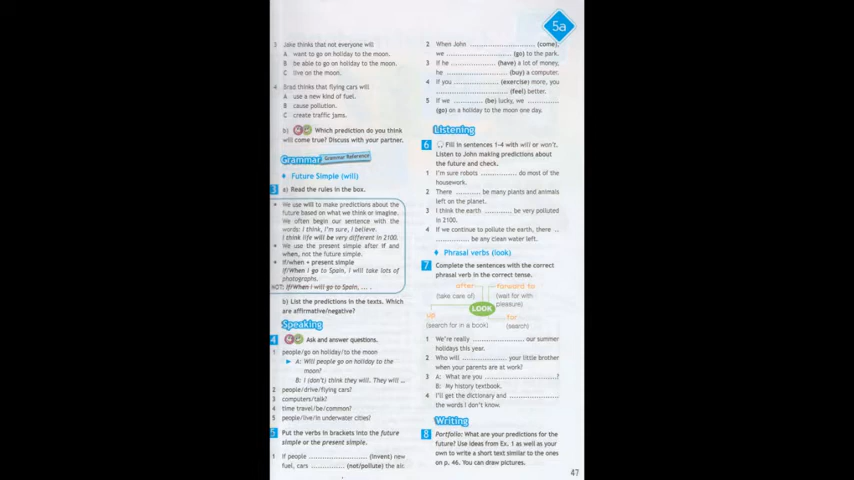 5a
3 Jake thinks that not everyone will
A want to go on holiday to the moon.
B be able to go on holiday to the moon.
C live on the moon.
4 Brad thinks that flying cars will
A use a new kind of fuel.
B cause pollution.
C create traffic jams.
b) Which prediction do you think
will come true? Discuss with your partner.
Grammar Grammar Reference
Future Simple (will)
3 a) Read the rules in the box.
• We use will to make predictions about the
future based on what we think or imagine.
We often begin our sentence with the
words: I think, I'm sure, I believe.
I think life will be very different in 2100.
• We use the present simple after if and
when, not the future simple.
• If/when + present simple
If/When I go to Spain, I will take lots of
photographs.
NOT: If/When I will go to Spain, ... .
b) List the predictions in the texts. Which
are affirmative/negative?
Speaking
4 Ask and answer questions.
1 people/go on holiday/to the moon
A: Will people go on holiday to the
moon?
B: I (don't) think they will. They will ...
2 people/drive/flying cars?
3 computers/talk?
4 time travel/be/common?
5 people/live/in underwater cities?
5 Put the verbs in brackets into the future
simple or the present simple.
1 If people .................... (invent) new
fuel, cars ............ (not/pollute) the air.
2 When John ...................... (come),
we ...................... (go) to the park.
3 If he ............... (have) a lot of money,
he .................... (buy) a computer.
4 If you .............. (exercise) more, you
........................ (feel) better.
5 If we .......... (be) lucky, we ...........
(go) on a holiday to the moon one day.
Listening
6 Fill in sentences 1-4 with will or won't.
Listen to John making predictions about
the future and check.
1 I'm sure robots ............ do most of the
housework.
2 There .......... be many plants and animals
left on the planet.
3 I think the earth ......... be very polluted
in 2100.
4 If we continue to pollute the earth, there ..
........... be any clean water left.
Phrasal verbs (look)
7 Complete the sentences with the correct
phrasal verb in the correct tense.
after
(take care of)
forward to
(wait for with
pleasure)
LOOK
up
(search for in a book)
for
(search)
1 We're really ................. our summer
holidays this year.
2 Who will ................ your little brother
when your parents are at work?
3 A: What are you ........................?
B: My history textbook.
4 I'll get the dictionary and ................
the words I don't know.
Writing
8 Portfolio: What are your predictions for the
future? Use ideas from Ex. 1 as well as your
own to write a short text similar to the ones
on p. 46. You can draw pictures.
47